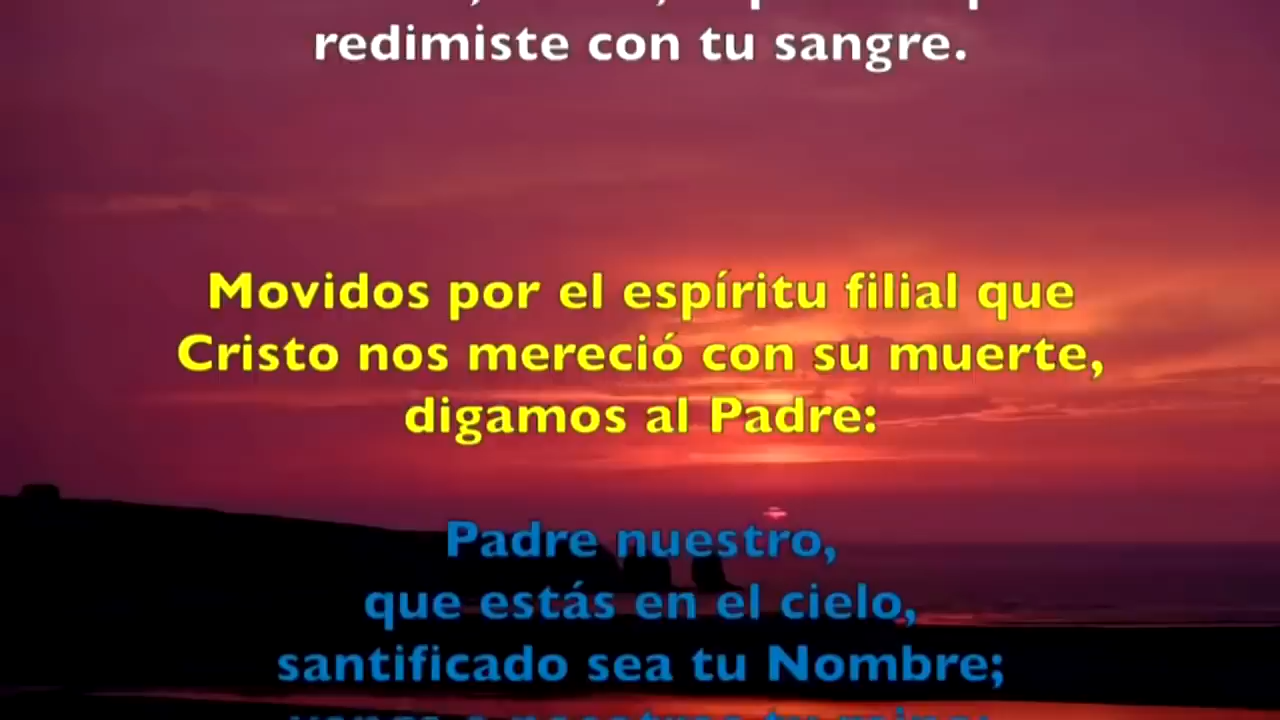 redimiste con tu sangre.
Movidos por el espíritu filial que
Cristo nos mereció con su muerte,
digamos al Padre:
Padre nuestro,
que estás en el cielo,
santificado sea tu Nombre;